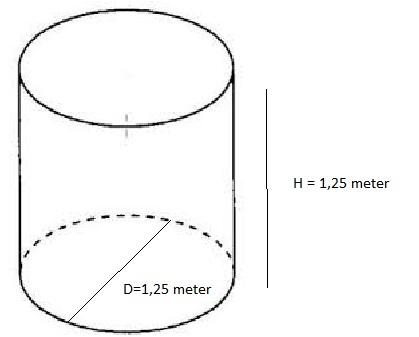 H = 1,25 meter
D=1,25 meter